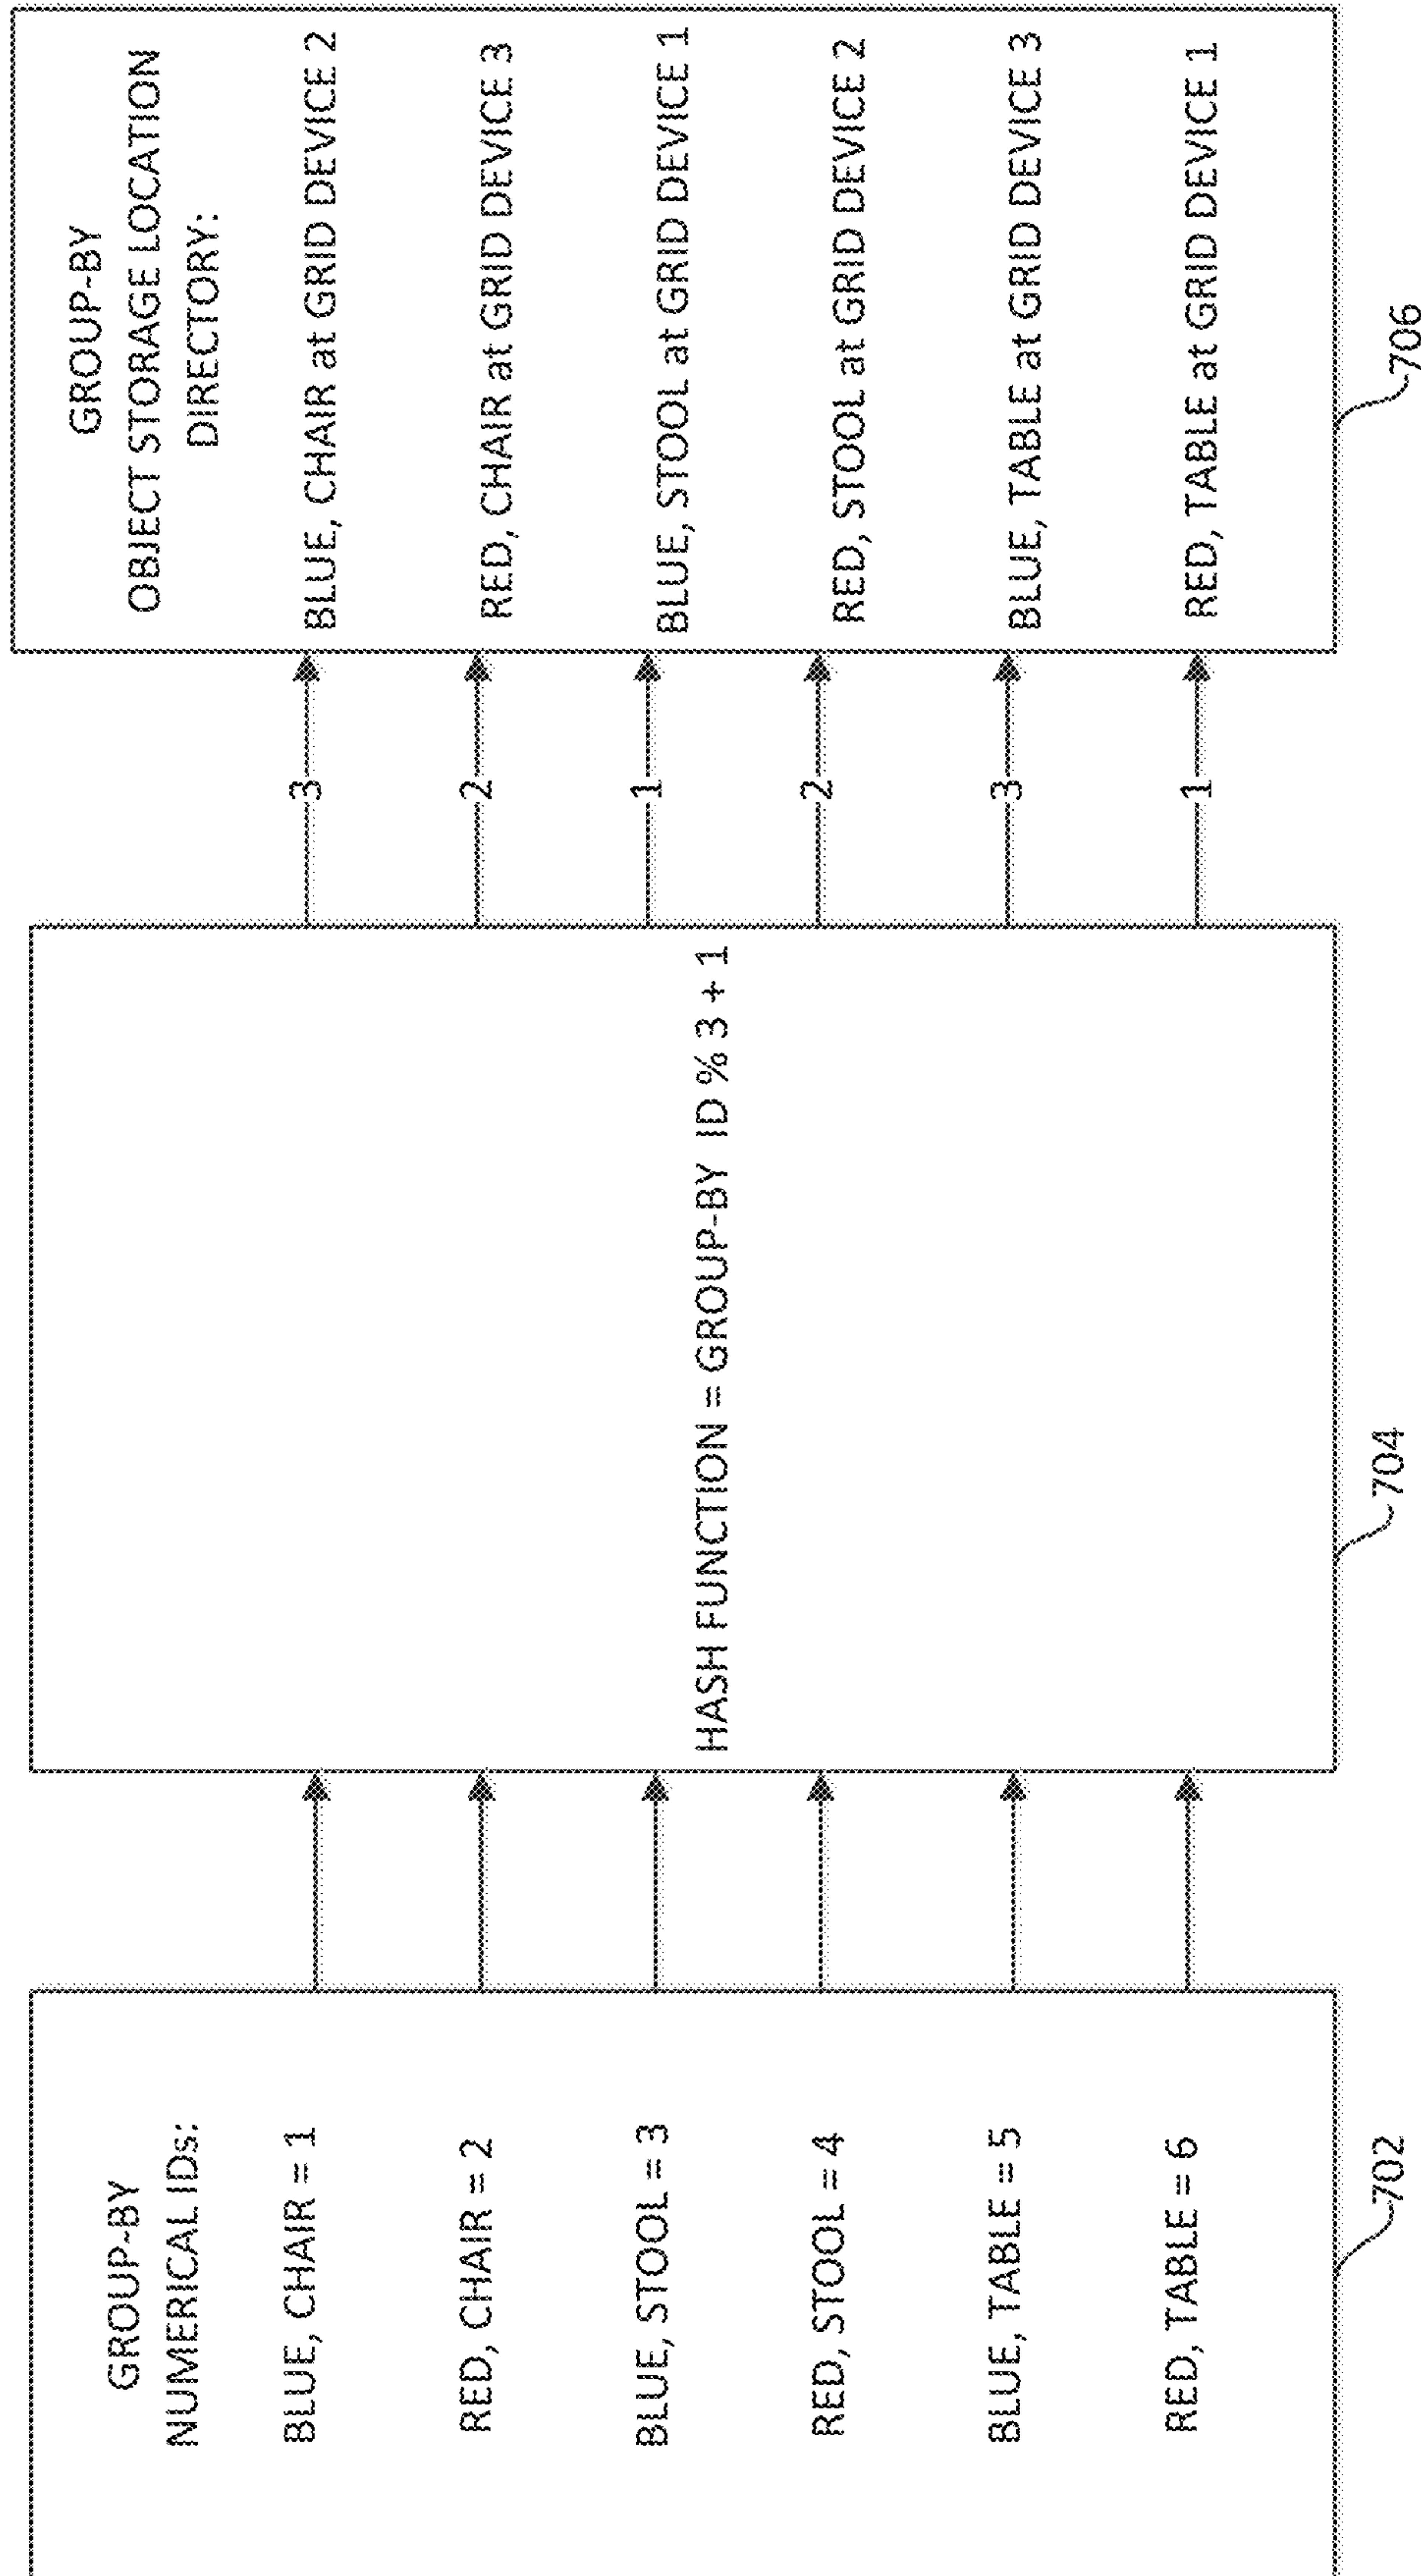 GROUP-BY
NUMERICAL IDs:
BLUE, CHAIR = 1
RED, CHAIR = 2
BLUE, STOOL = 3
RED, STOOL = 4
BLUE, TABLE = 5
RED, TABLE = 6
702
HASH FUNCTION = GROUP-BY ID % 3 + 1
704
3
2
1
2
3
1
GROUP-BY
OBJECT STORAGE LOCATION
DIRECTORY:
BLUE, CHAIR at GRID DEVICE 2
RED, CHAIR at GRID DEVICE 3
BLUE, STOOL at GRID DEVICE 1
RED, STOOL at GRID DEVICE 2
BLUE, TABLE at GRID DEVICE 3
RED, TABLE at GRID DEVICE 1
706